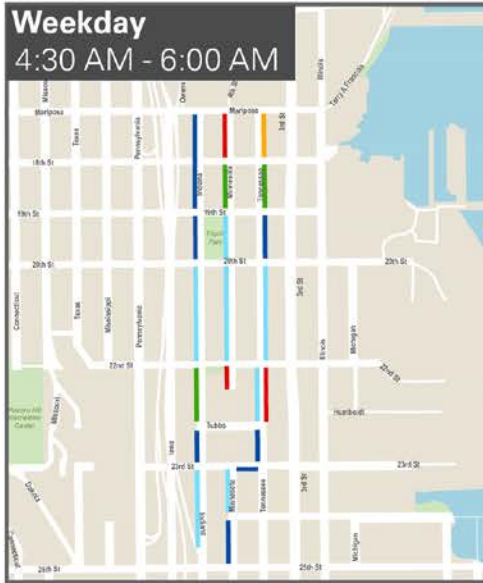 Weekday
4:30 AM - 6:00 AM
Illinois
Owens
Terry A Francois
Mariposa
Mariposa
3rd St
Texas
Pennsylvania
18th St
Indiana
Minnesota
Tennessee
19th St
19th St
20th St
20th St
20th St
Connecticut
Texas
Mississippi
Pennsylvania
3rd St
Illinois
Michigan
22nd St
22nd St
Missouri
Humboldt
Tubbs
Iowa
23rd St
23rd St
Dakota
Indiana
Minnesota
Tennessee
3rd St
Michigan
25th St